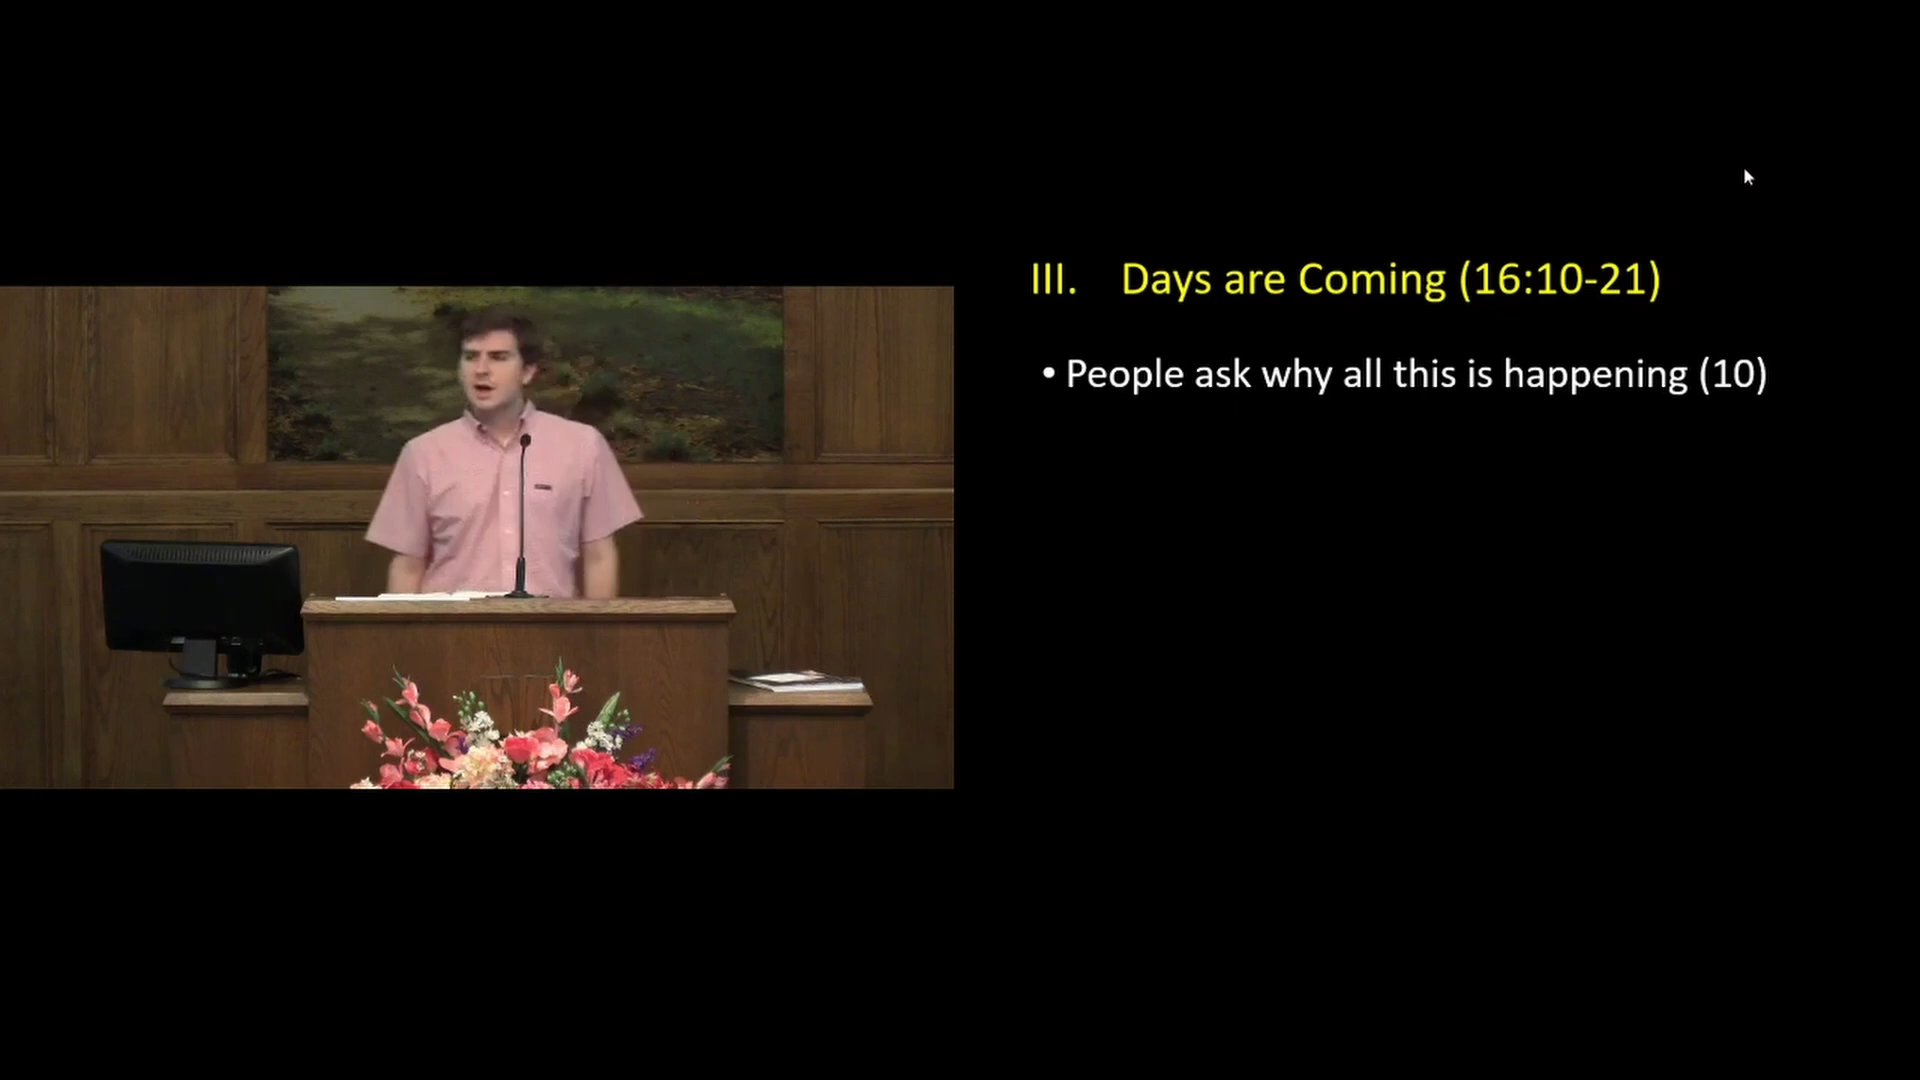 III. Days are Coming (16:10-21)
• People ask why all this is happening (10)